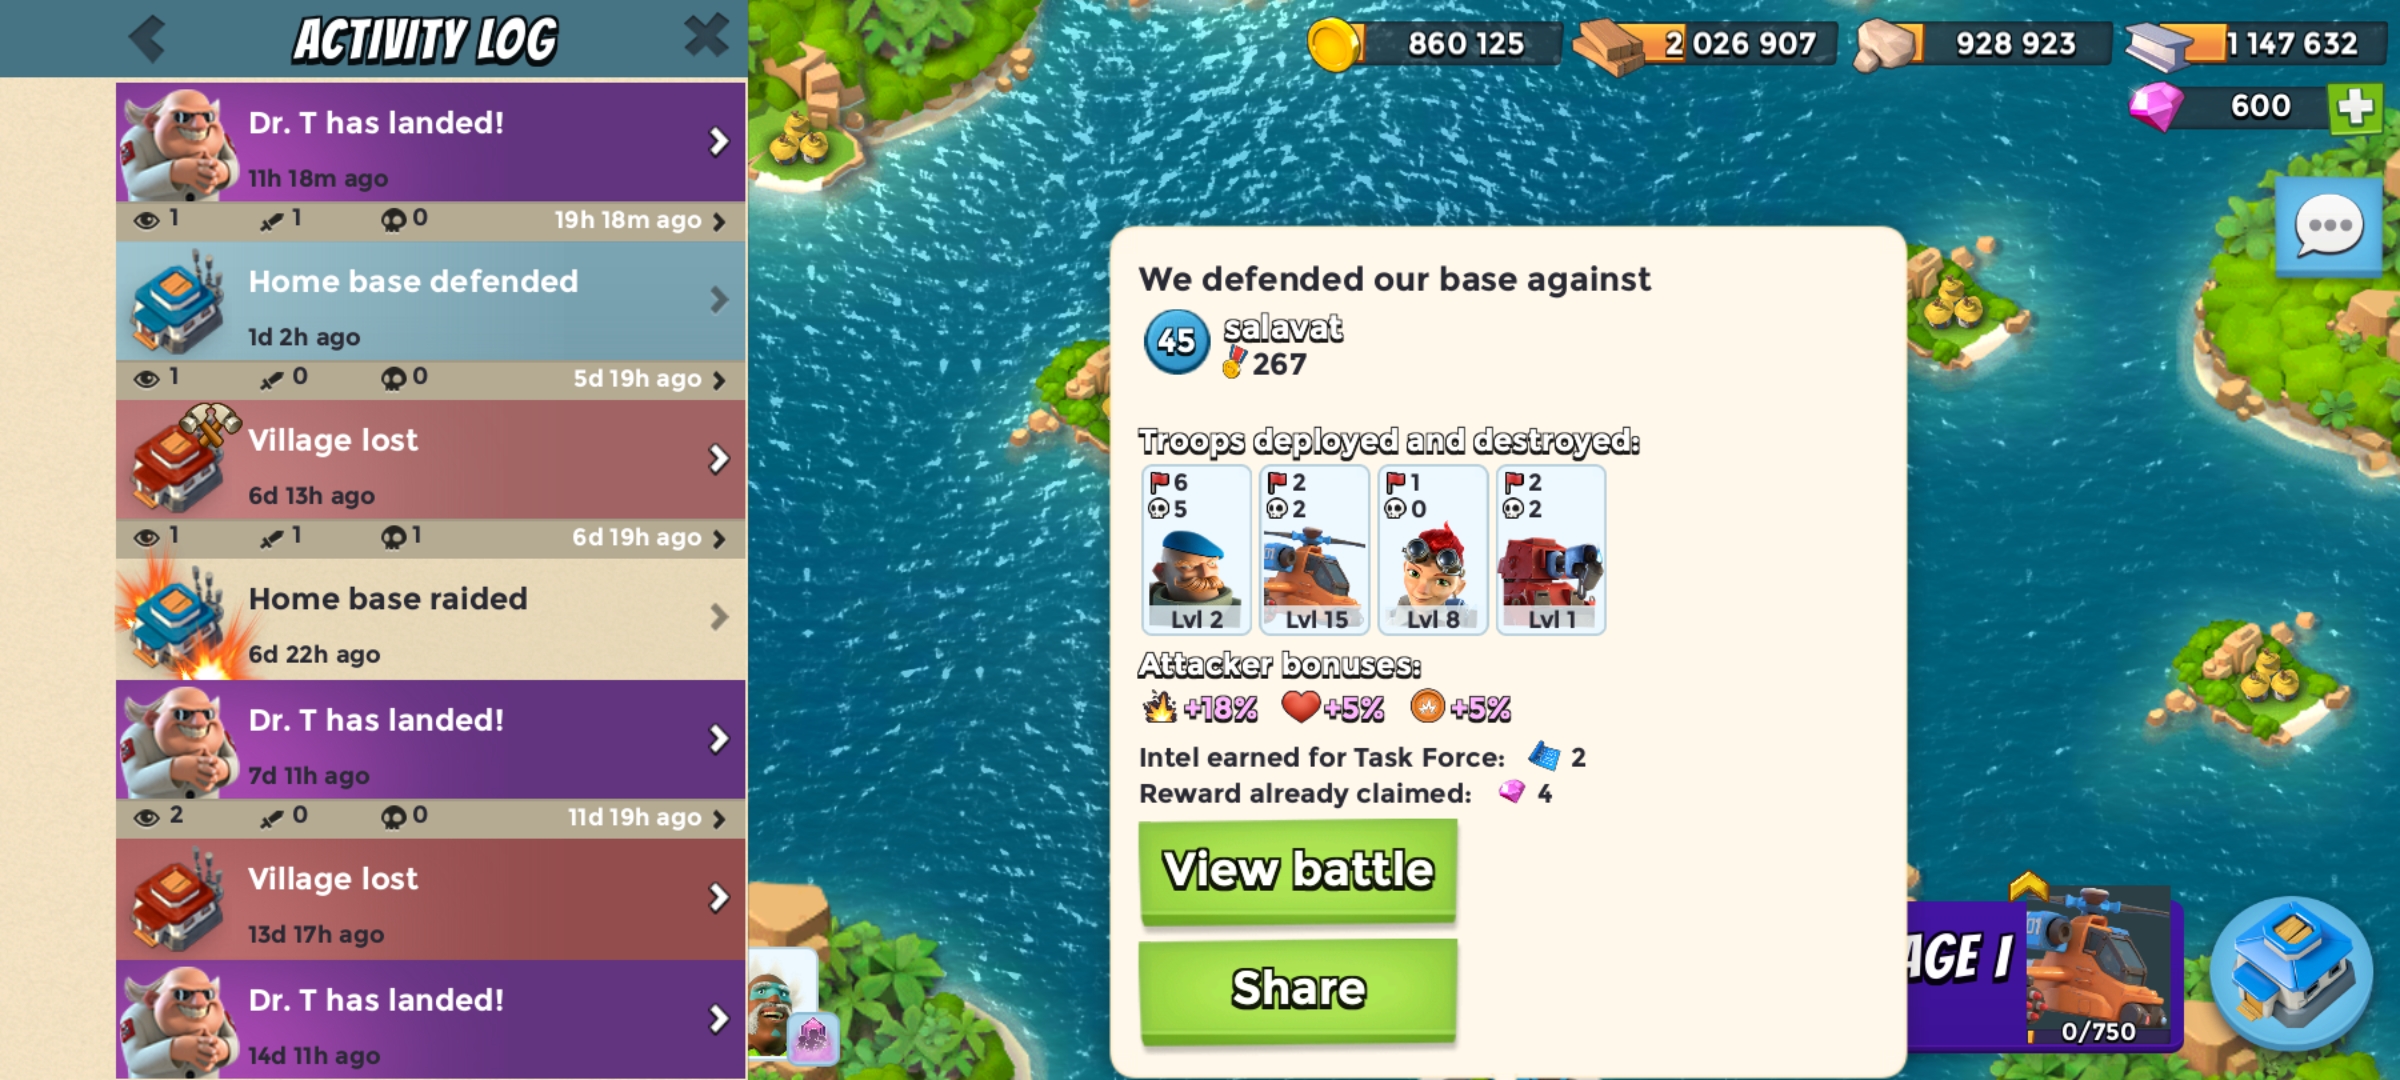 ACTIVITY LOG
Dr. T has landed!
11h 18m ago
1 1 0 19h 18m ago
Home base defended
1d 2h ago
1 0 0 5d 19h ago
Village lost
6d 13h ago
1 1 1 6d 19h ago
Home base raided
6d 22h ago
Dr. T has landed!
7d 11h ago
2 0 0 11d 19h ago
Village lost
13d 17h ago
Dr. T has landed!
14d 11h ago
860 125
2 026 907
928 923
1 147 632
600
We defended our base against
45 salavat
267
Troops deployed and destroyed:
6 2 1 2
5 2 0 2
Lvl 2 Lvl 15 Lvl 8 Lvl 1
Attacker bonuses:
+18% +5% +5%
Intel earned for Task Force: 2
Reward already claimed: 4
View battle
Share
AGE I
01
0/750